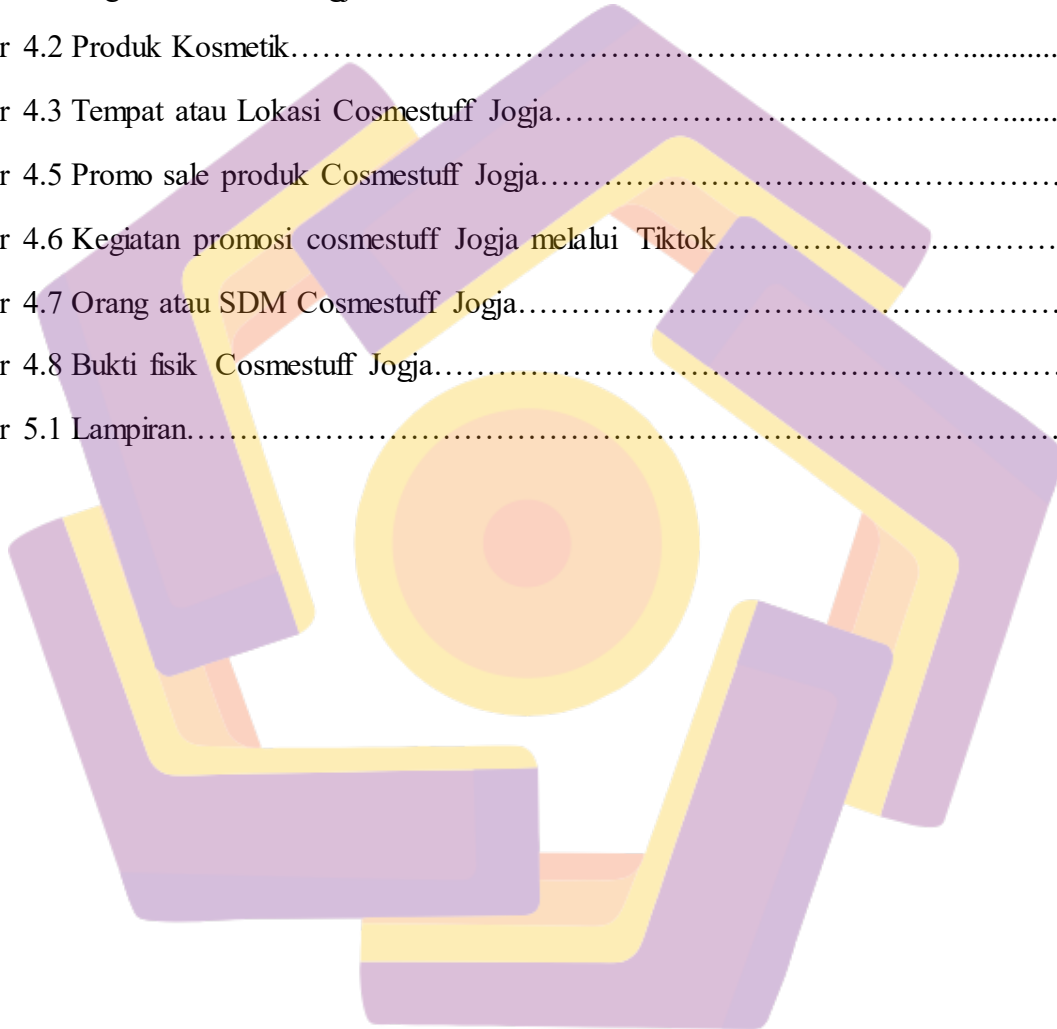 r 4.2 Produk Kosmetik……………………………………………………………............
r 4.3 Tempat atau Lokasi Cosmestuff Jogja……………………………………….......
r 4.5 Promo sale produk Cosmestuff Jogja………………………………………………
r 4.6 Kegiatan promosi cosmestuff Jogja melalui Tiktok………………………………
r 4.7 Orang atau SDM Cosmestuff Jogja…………………………………………………
r 4.8 Bukti fisik Cosmestuff Jogja…………………………………………………………
r 5.1 Lampiran………………………………………………………………………………